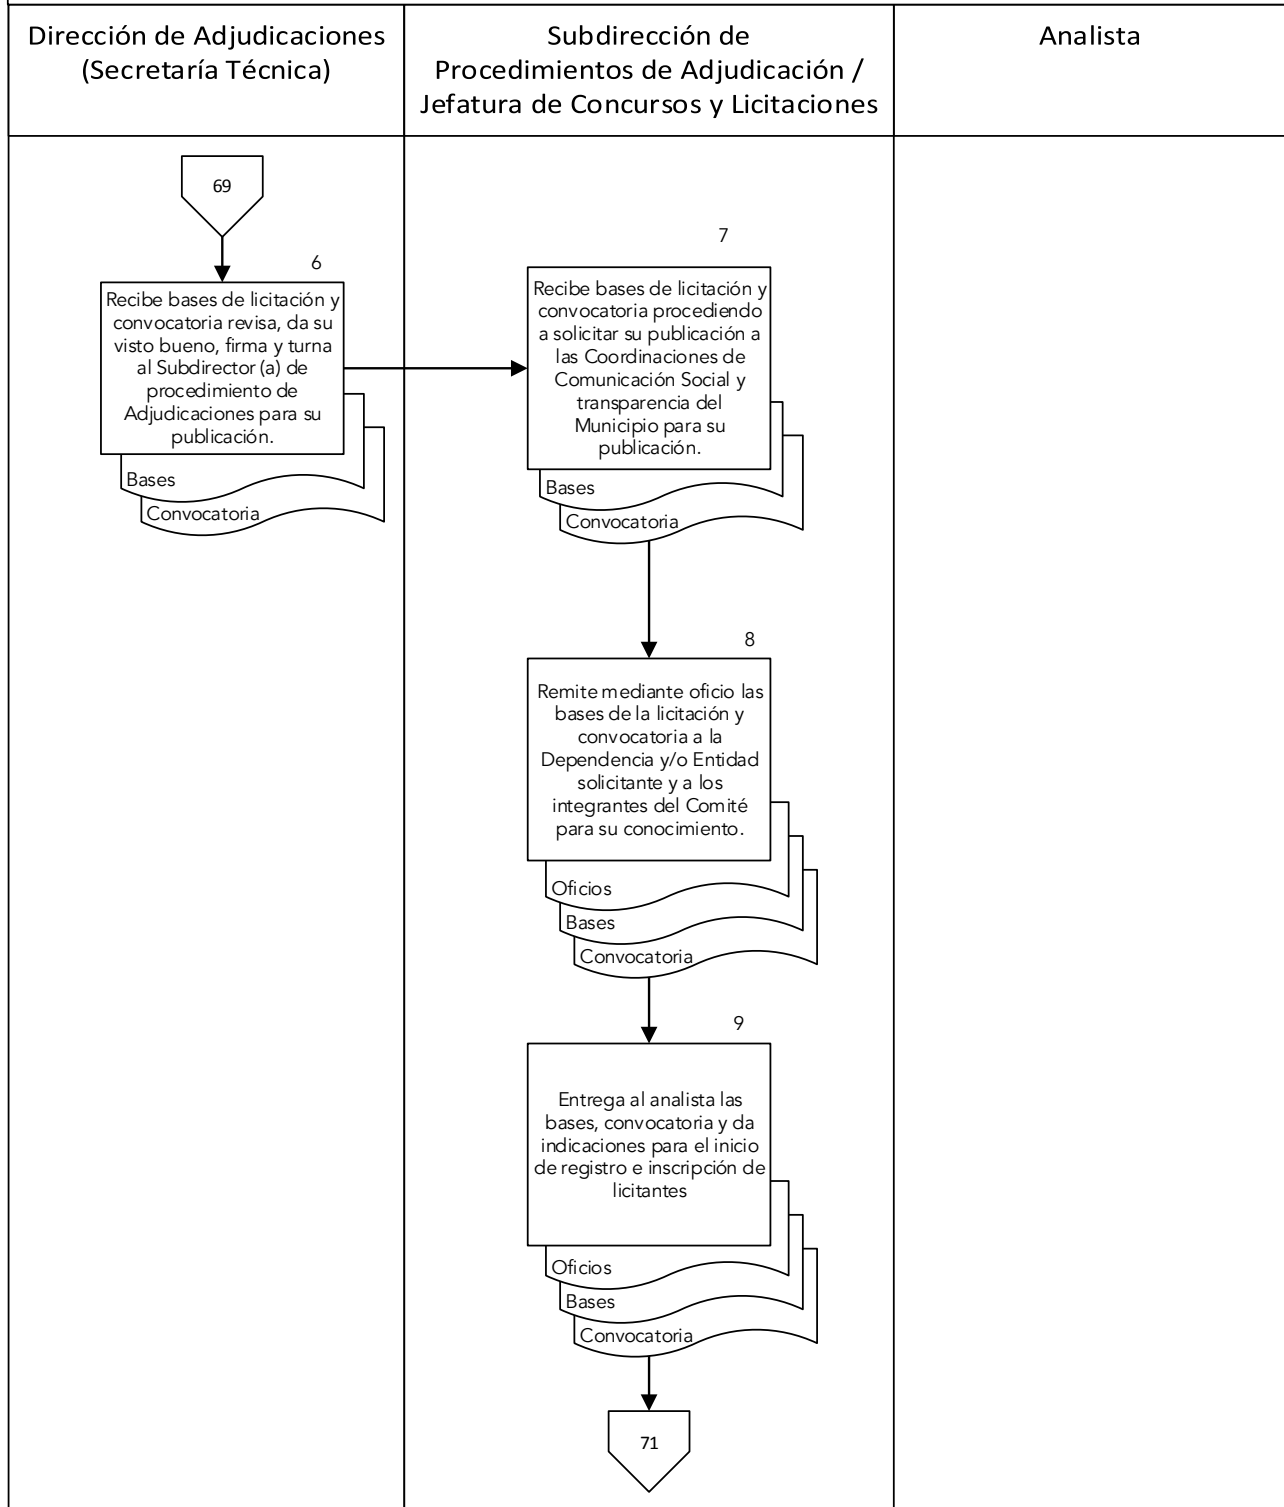 Dirección de Adjudicaciones
(Secretaría Técnica)
Subdirección de
Procedimientos de Adjudicación /
Jefatura de Concursos y Licitaciones
Analista
69
6
Recibe bases de licitación y
convocatoria revisa, da su
visto bueno, firma y turna
al Subdirector (a) de
procedimiento de
Adjudicaciones para su
publicación.
Bases
Convocatoria
7
Recibe bases de licitación y
convocatoria procediendo
a solicitar su publicación a
las Coordinaciones de
Comunicación Social y
transparencia del
Municipio para su
publicación.
Bases
Convocatoria
8
Remite mediante oficio las
bases de la licitación y
convocatoria a la
Dependencia y/o Entidad
solicitante y a los
integrantes del Comité
para su conocimiento.
Oficios
Bases
Convocatoria
9
Entrega al analista las
bases, convocatoria y da
indicaciones para el inicio
de registro e inscripción de
licitantes
Oficios
Bases
Convocatoria
71